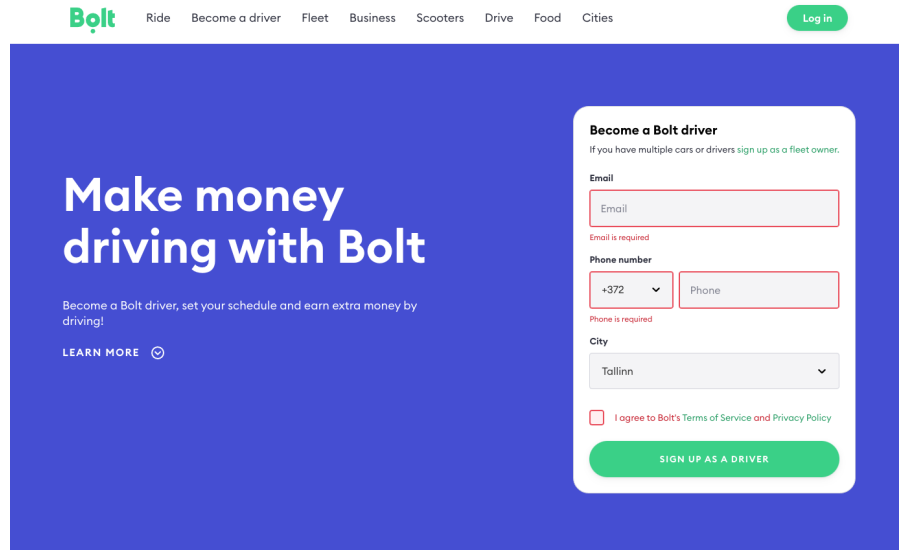 Bolt
Ride Become a driver Fleet Business Scooters Drive Food Cities
Log in
Make money
driving with Bolt
Become a Bolt driver, set your schedule and earn extra money by
driving!
LEARN MORE
Become a Bolt driver
If you have multiple cars or drivers sign up as a fleet owner.
Email
Email
Email is required
Phone number
+372 Phone
Phone is required
City
Tallinn
I agree to Bolt's Terms of Service and Privacy Policy
SIGN UP AS A DRIVER